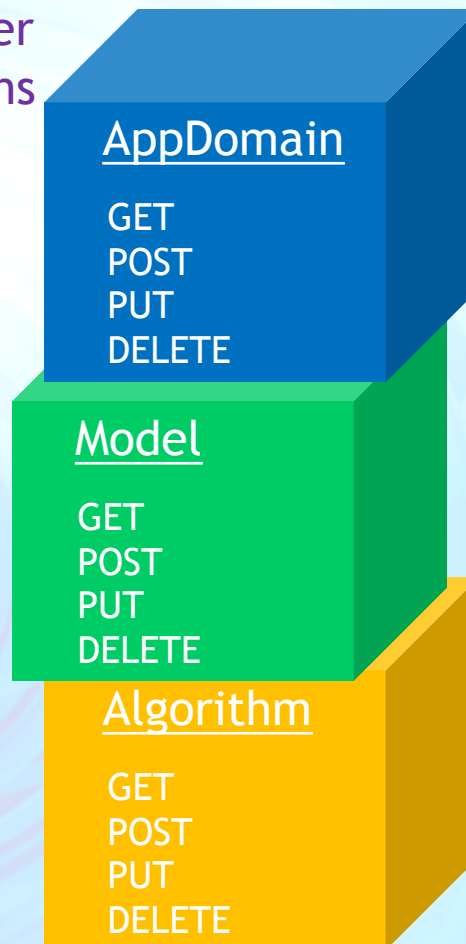 er
ns
AppDomain
GET
POST
PUT
DELETE
Model
GET
POST
PUT
DELETE
Algorithm
GET
POST
PUT
DELETE